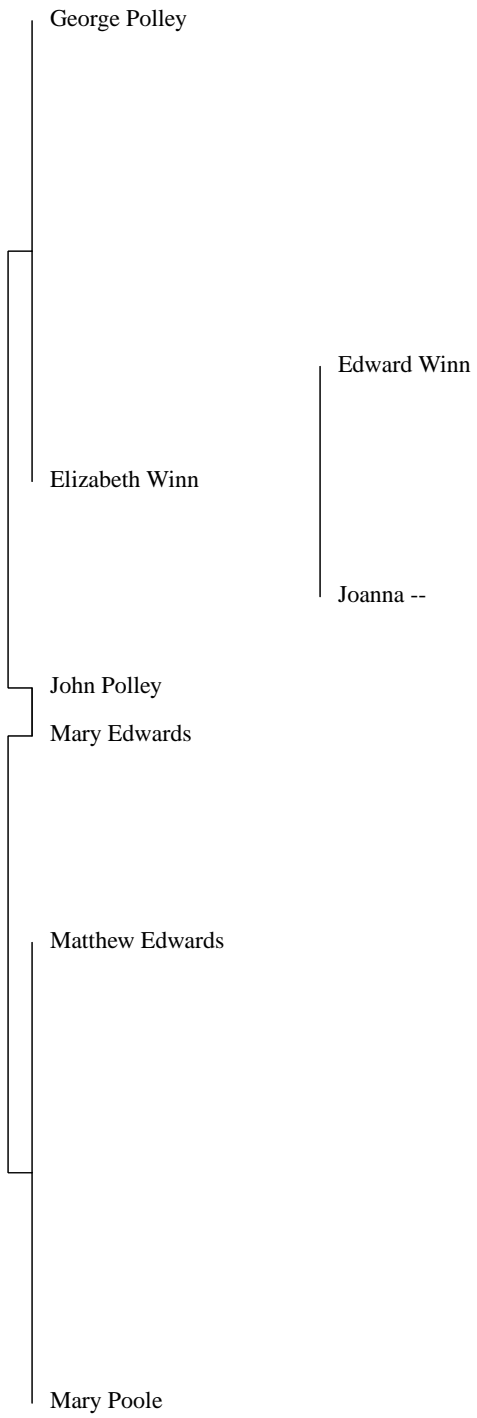 George Polley
Edward Winn
Elizabeth Winn
Joanna --
John Polley
Mary Edwards
Matthew Edwards
Mary Poole